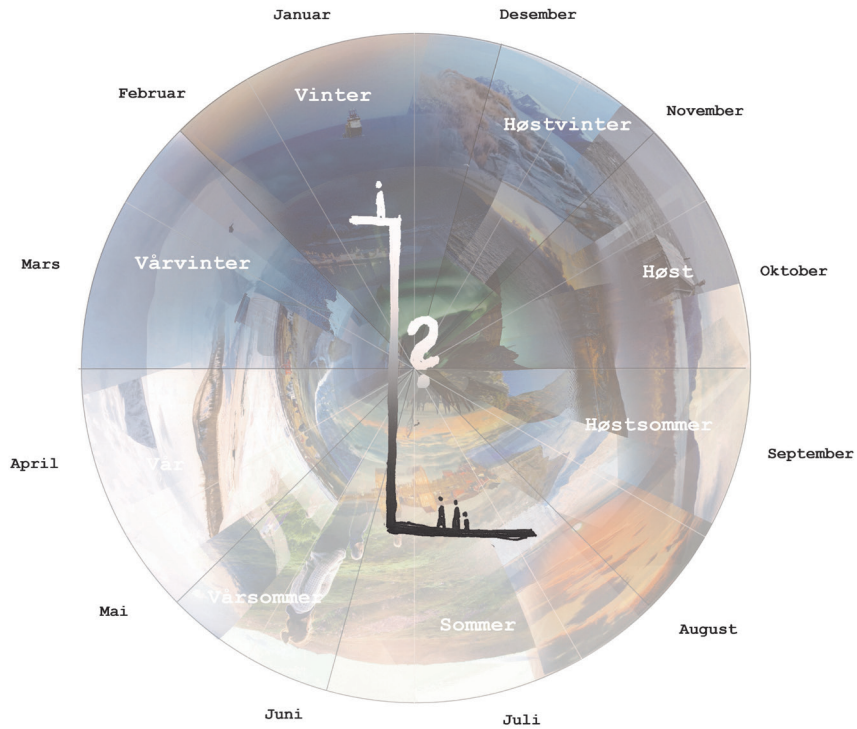 Januar
Desember
Februar
Vinter
Høstvinter
November
Mars
Vårvinter
Høst
Oktober
?
April
Vår
Høstsommer
September
Mai
Vårsommer
Sommer
August
Juni
Juli